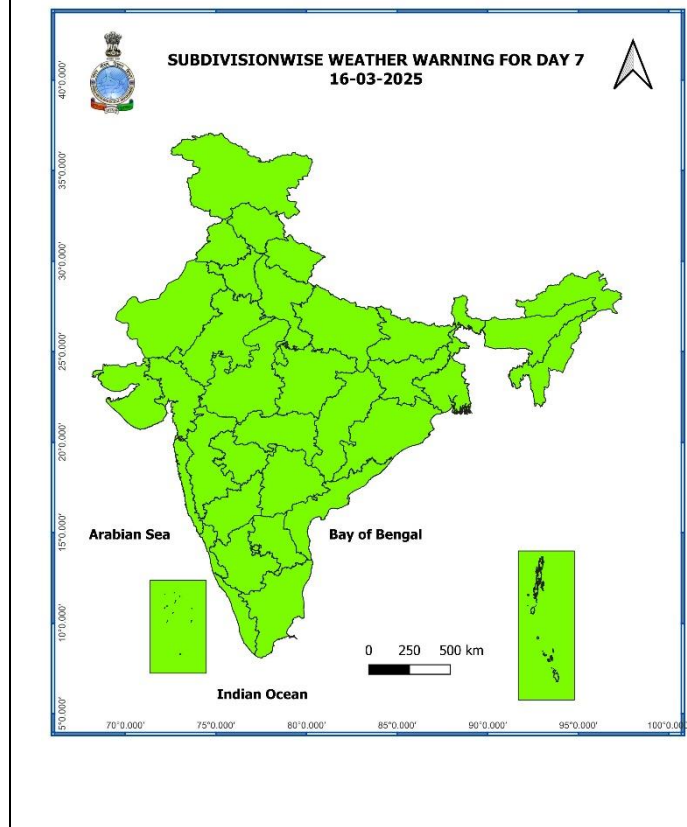 SUBDIVISIONWISE WEATHER WARNING FOR DAY 7
16-03-2025
40°0.000'
35°0.000'
30°0.000'
25°0.000'
20°0.000'
15°0.000'
10°0.000'
5°0.000'
Arabian Sea
Bay of Bengal
0 250 500 km
Indian Ocean
70°0.000' 75°0.000' 80°0.000' 85°0.000' 90°0.000' 95°0.000' 100°0.000'